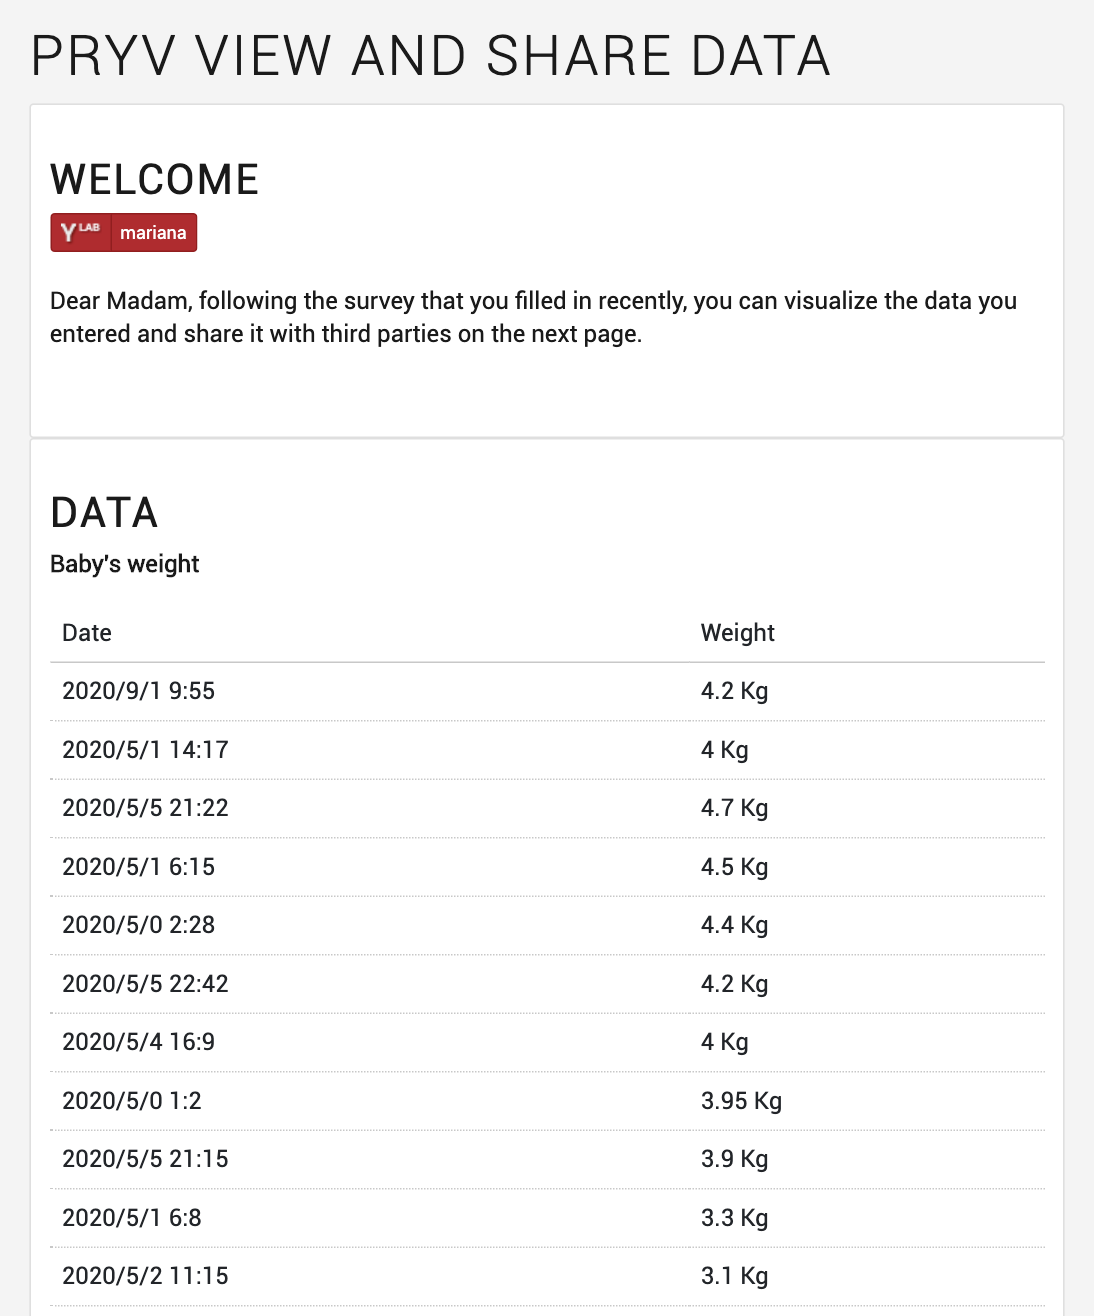 PRYV VIEW AND SHARE DATA
WELCOME
Y LAB mariana
Dear Madam, following the survey that you filled in recently, you can visualize the data you
entered and share it with third parties on the next page.
DATA
Baby's weight
Date Weight
2020/9/1 9:55 4.2 Kg
2020/5/1 14:17 4 Kg
2020/5/5 21:22 4.7 Kg
2020/5/1 6:15 4.5 Kg
2020/5/0 2:28 4.4 Kg
2020/5/5 22:42 4.2 Kg
2020/5/4 16:9 4 Kg
2020/5/0 1:2 3.95 Kg
2020/5/5 21:15 3.9 Kg
2020/5/1 6:8 3.3 Kg
2020/5/2 11:15 3.1 Kg